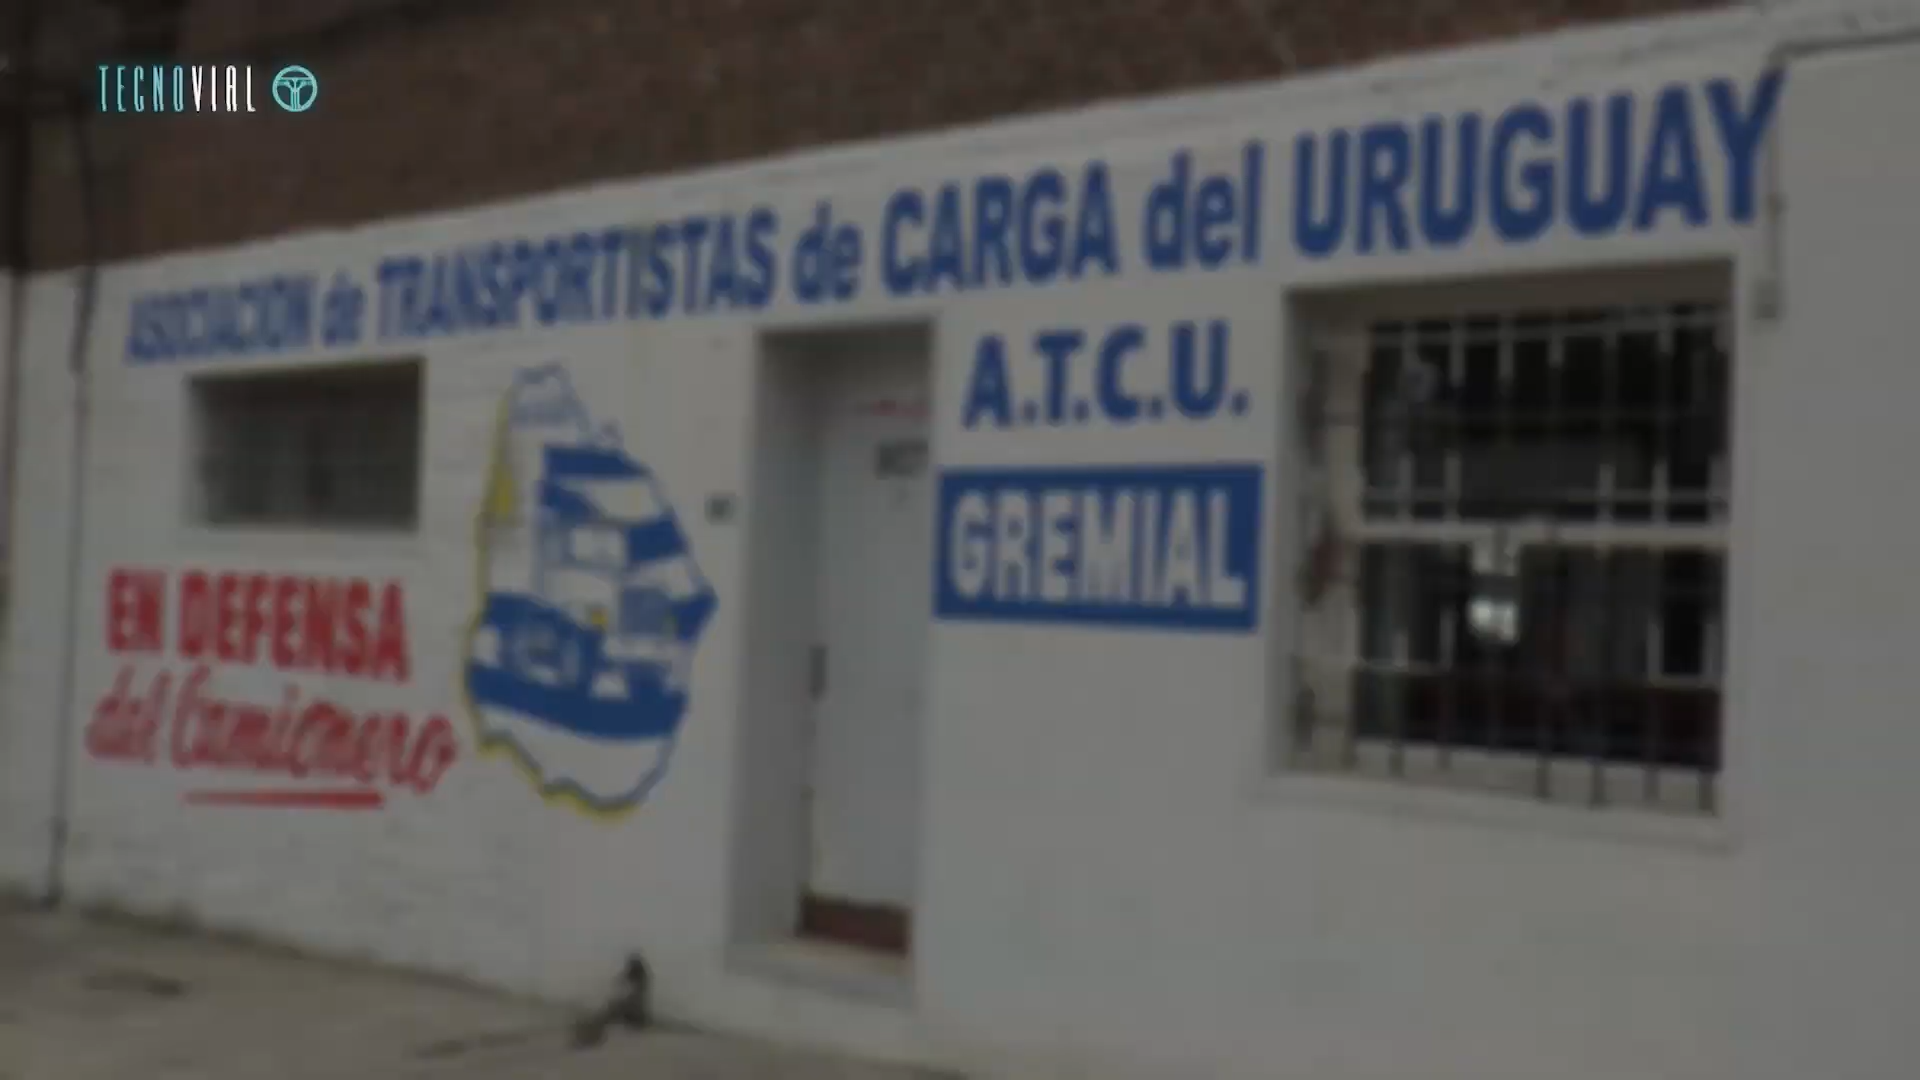 TECNOVIAL
ASOCIACION de TRANSPORTISTAS de CARGA del URUGUAY
A.T.C.U.
GREMIAL
EN DEFENSA
del Camionero